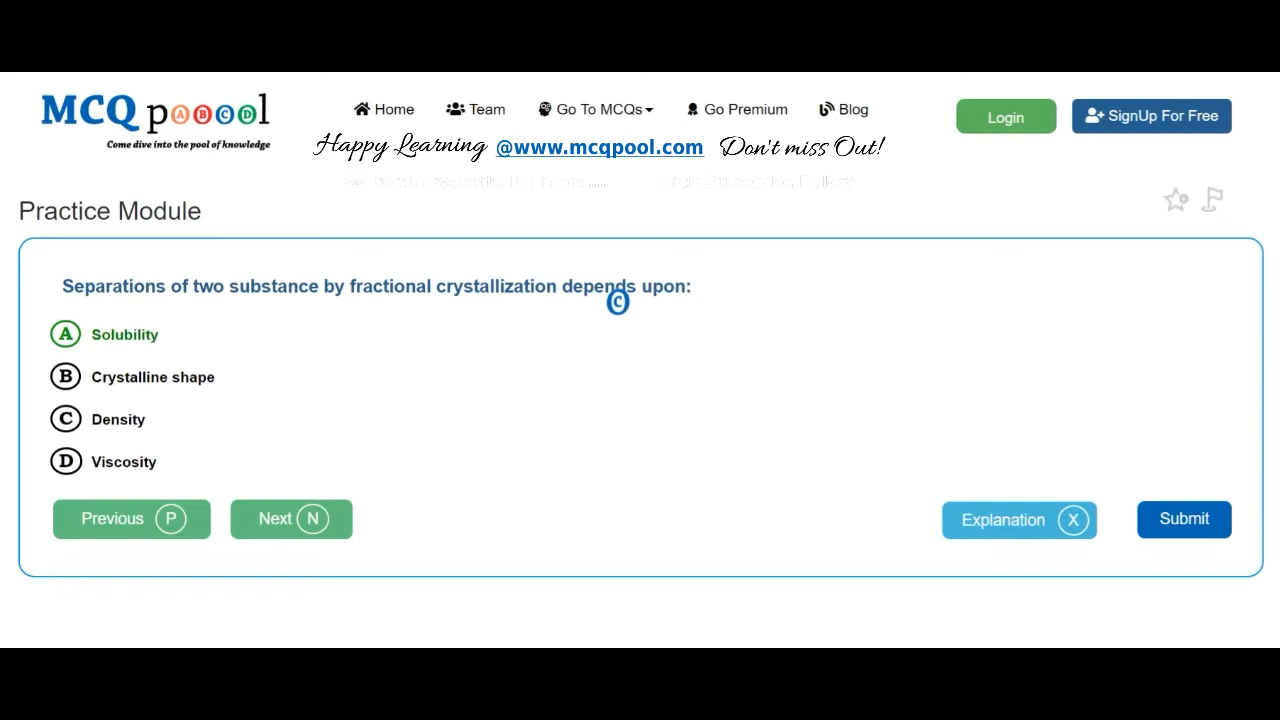 MCQ pooool
Come dive into the pool of knowledge
Home Team Go To MCQs Go Premium Blog
Login SignUp For Free
Happy Learning @www.mcqpool.com Don't miss Out!
Practice Module
Separations of two substance by fractional crystallization depends upon:
C
A Solubility
B Crystalline shape
C Density
D Viscosity
Previous P Next N Explanation X Submit